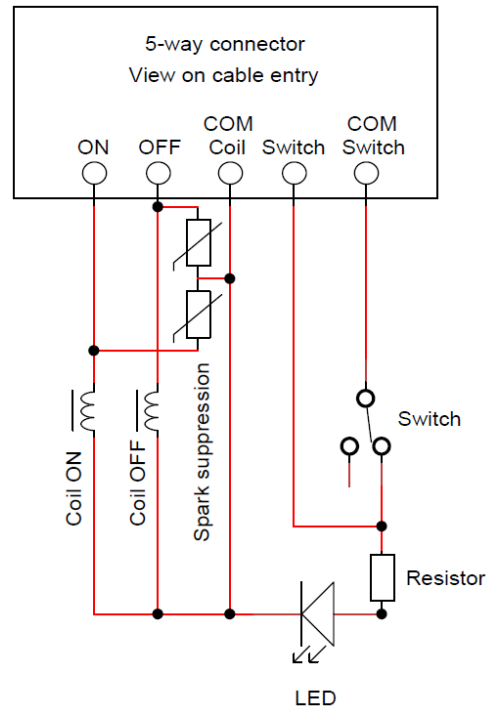 5-way connector
View on cable entry
ON
OFF
COM
Coil
Switch
COM
Switch
Coil ON
Coil OFF
Spark suppression
Switch
Resistor
LED